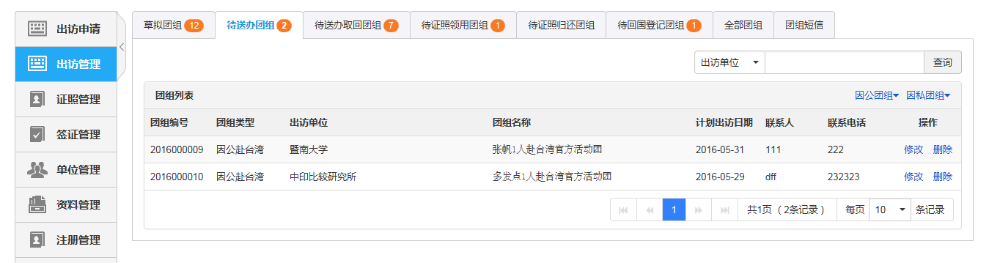 出访申请
出访管理
证照管理
签证管理
单位管理
资料管理
注册管理
草拟团组 12 待送办团组 2 待送办取回团组 7 待证照领用团组 1 待证照归还团组 待回国登记团组 1 全部团组 团组短信
出访单位 查询
团组列表 因公团组 因私团组
团组编号 团组类型 出访单位 团组名称 计划出访日期 联系人 联系电话 操作
2016000009 因公赴台湾 暨南大学 张帆1人赴台湾官方活动团 2016-05-31 111 222 修改 删除
2016000010 因公赴台湾 中印比较研究所 多发点1人赴台湾官方活动团 2016-05-29 dff 232323 修改 删除
1 共1页（2条记录） 每页 10 条记录